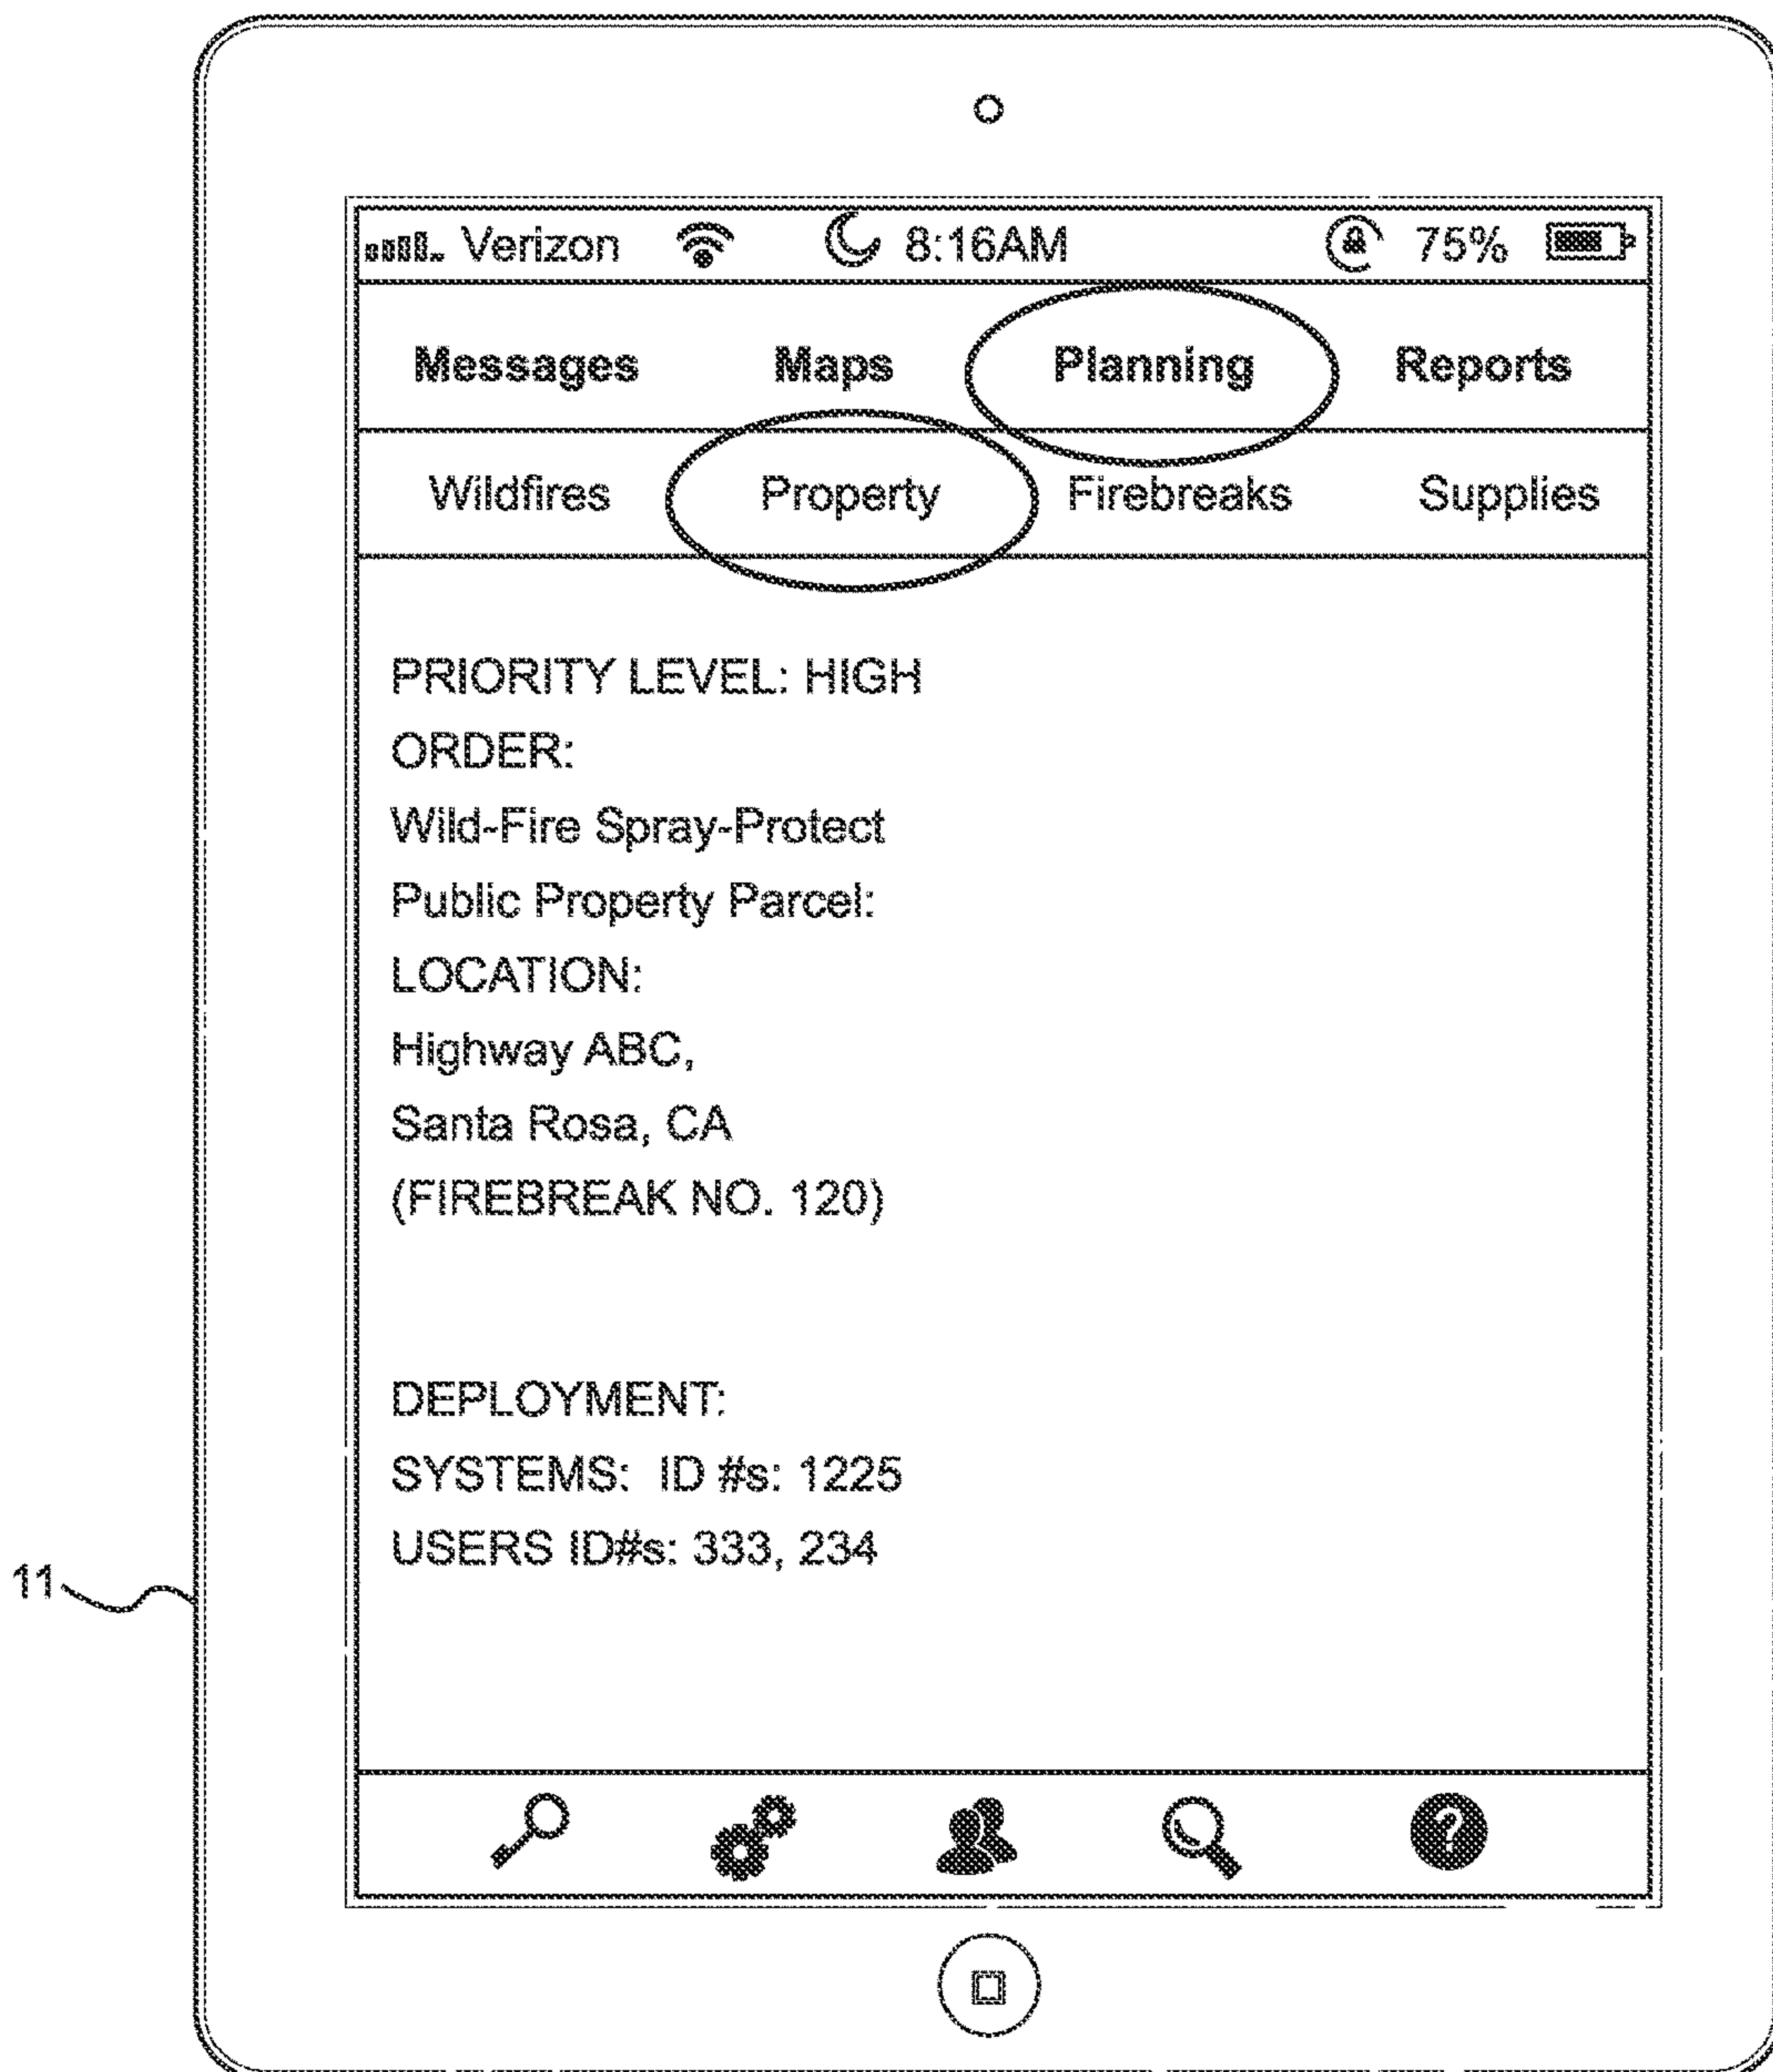 Verizon 8:16AM 75%
Messages Maps Planning Reports
Wildfires Property Firebreaks Supplies
PRIORITY LEVEL: HIGH
ORDER:
Wild-Fire Spray-Protect
Public Property Parcel:
LOCATION:
Highway ABC,
Santa Rosa, CA
(FIREBREAK NO. 120)
DEPLOYMENT:
SYSTEMS: ID #s: 1225
USERS ID#s: 333, 234
11
?